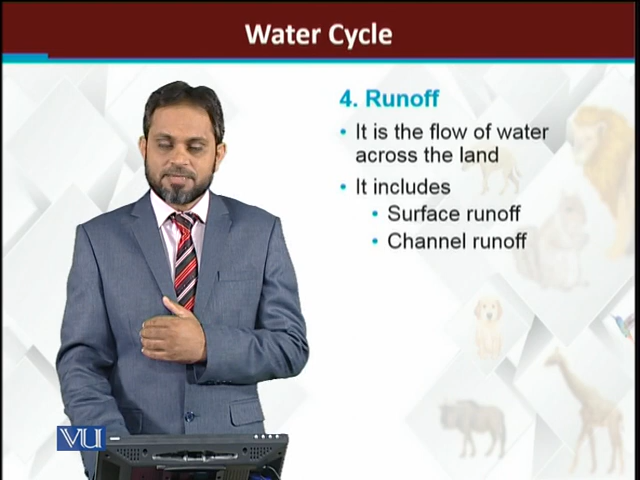 Water Cycle
4. Runoff
• It is the flow of water
across the land
• It includes
• Surface runoff
• Channel runoff
VU